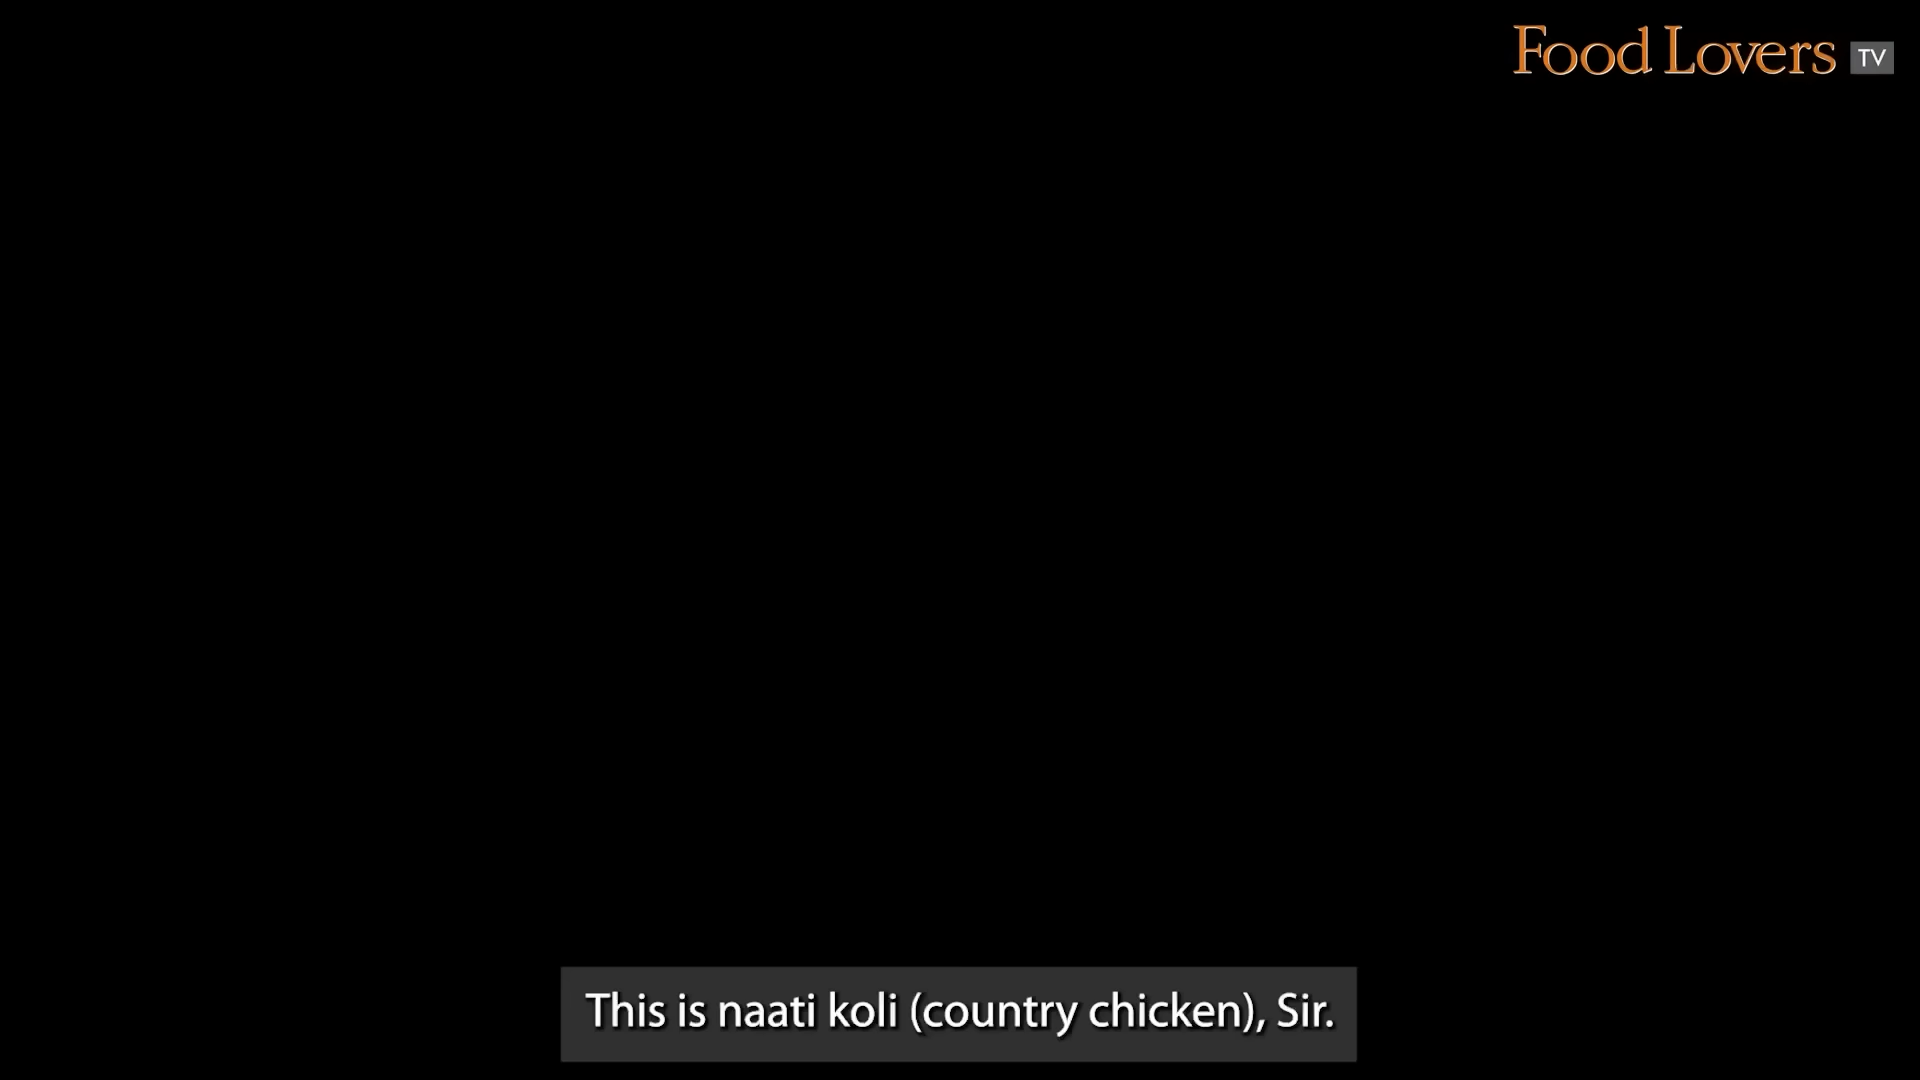 Food Lovers TV
This is naati koli (country chicken), Sir.